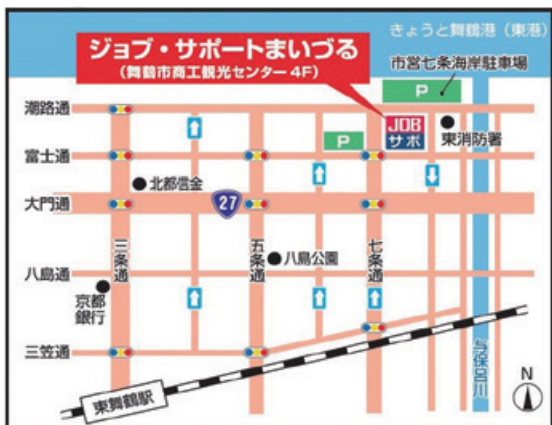 きょうと舞鶴港（東港）
ジョブ・サポートまいづる
（舞鶴市商工観光センター4F）
市営七条海岸駐車場
P
潮路通
JOB
サポ
東消防署
P
富士通
北都信金
大門通
27
三条通
五条通
七条通
八島公園
八島通
京都
銀行
三笠通
与保呂川
東舞鶴駅
N